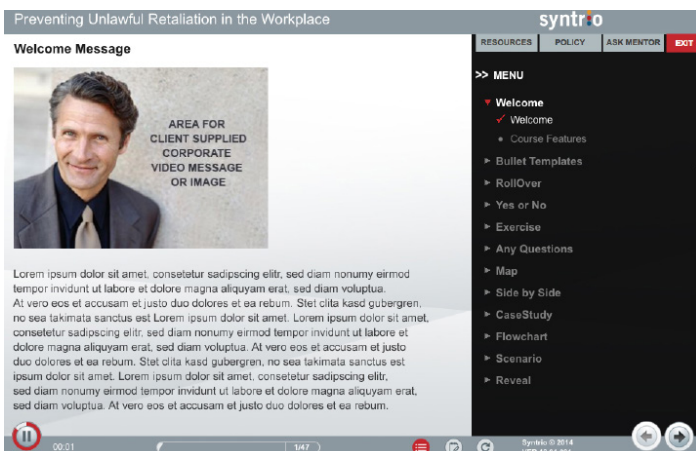 Preventing Unlawful Retaliation in the Workplace
syntrio
RESOURCES POLICY ASK MENTOR EXIT
Welcome Message
AREA FOR
CLIENT SUPPLIED
CORPORATE
VIDEO MESSAGE
OR IMAGE
Lorem ipsum dolor sit amet, consetetur sadipscing elitr, sed diam nonumy eirmod
tempor invidunt ut labore et dolore magna aliquyam erat, sed diam voluptua.
At vero eos et accusam et justo duo dolores et ea rebum. Stet clita kasd gubergren,
no sea takimata sanctus est Lorem ipsum dolor sit amet. Lorem ipsum dolor sit amet,
consetetur sadipscing elitr, sed diam nonumy eirmod tempor invidunt ut labore et
dolore magna aliquyam erat, sed diam voluptua. At vero eos et accusam et justo
duo dolores et ea rebum. Stet clita kasd gubergren, no sea takimata sanctus est
ipsum dolor sit amet. Lorem ipsum dolor sit amet, consetetur sadipscing elitr,
sed diam nonumy eirmod tempor invidunt ut labore et dolore magna aliquyam erat,
sed diam voluptua. At vero eos et accusam et justo duo dolores et ea rebum.
>> MENU
Welcome
Welcome
Course Features
Bullet Templates
RollOver
Yes or No
Exercise
Any Questions
Map
Side by Side
CaseStudy
Flowchart
Scenario
Reveal
00:01
1/47
Syntrio © 2014